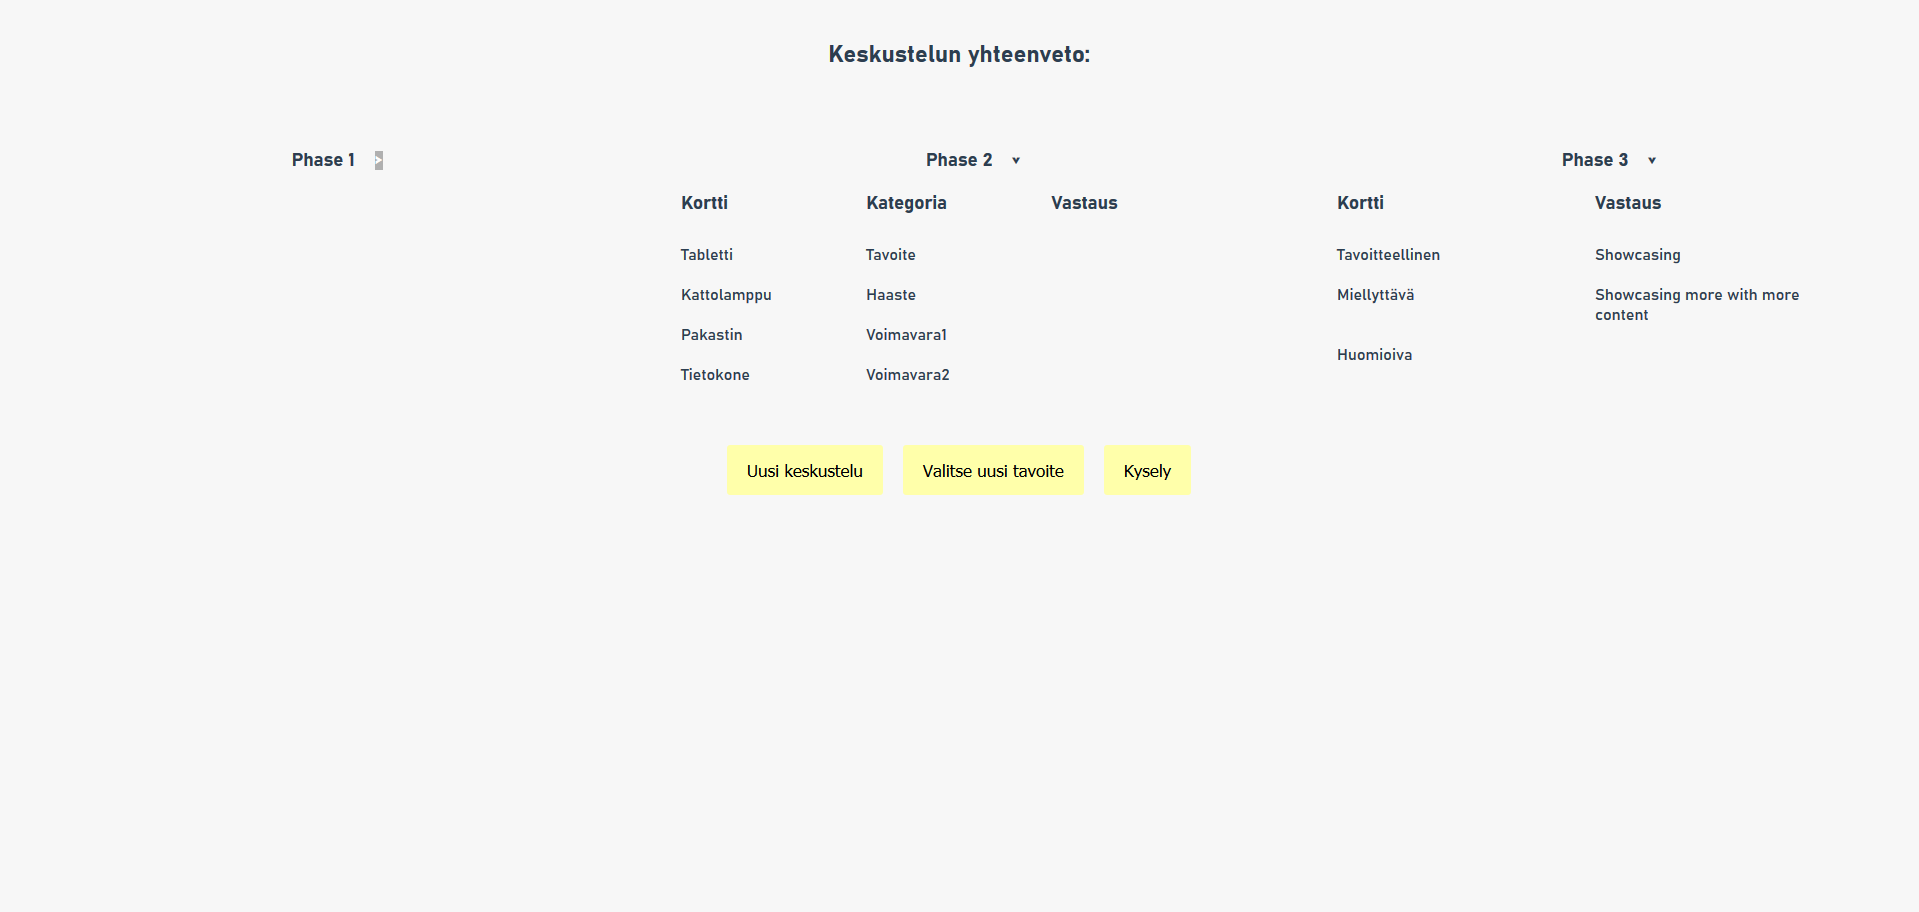 Keskustelun yhteenveto:
Phase 1 >
Phase 2 ˅
Kortti Kategoria Vastaus
Tabletti Tavoite
Kattolamppu Haaste
Pakastin Voimavara1
Tietokone Voimavara2
Phase 3 ˅
Kortti Vastaus
Tavoitteellinen Showcasing
Miellyttävä Showcasing more with more
content
Huomioiva
Uusi keskustelu Valitse uusi tavoite Kysely